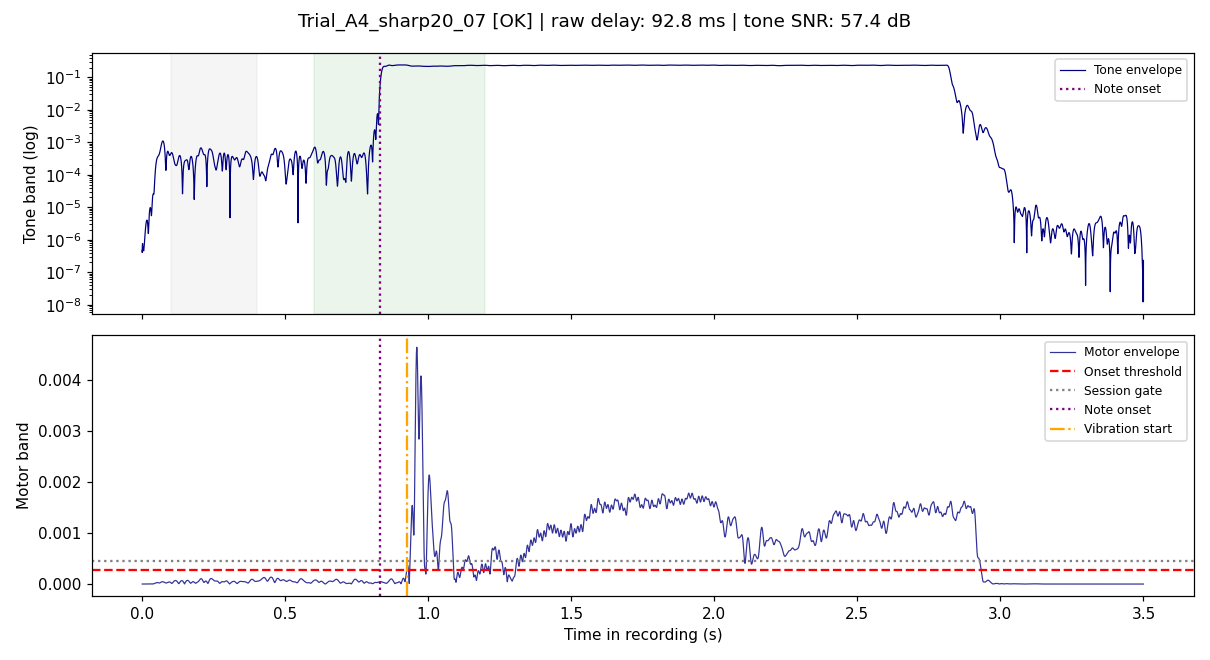 Trial_A4_sharp20_07 [OK] | raw delay: 92.8 ms | tone SNR: 57.4 dB
Tone band (log)
10⁻¹
10⁻²
10⁻³
10⁻⁴
10⁻⁵
10⁻⁶
10⁻⁷
10⁻⁸
Tone envelope
Note onset
Motor band
0.004
0.003
0.002
0.001
0.000
Motor envelope
Onset threshold
Session gate
Note onset
Vibration start
0.0 0.5 1.0 1.5 2.0 2.5 3.0 3.5
Time in recording (s)